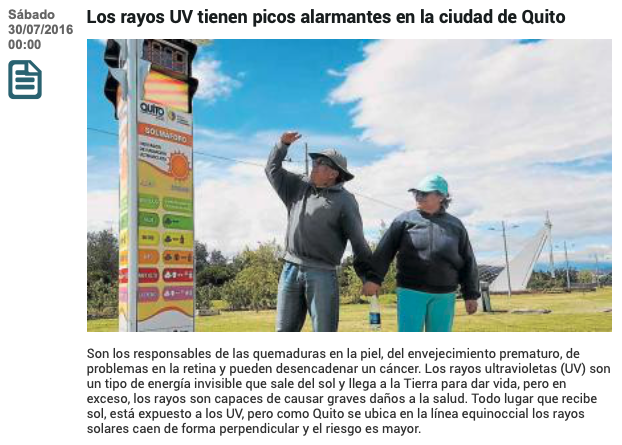 Sábado
30/07/2016
00:00
Los rayos UV tienen picos alarmantes en la ciudad de Quito
QUITO
SOLMÁFORO
Son los responsables de las quemaduras en la piel, del envejecimiento prematuro, de
problemas en la retina y pueden desencadenar un cáncer. Los rayos ultravioletas (UV) son
un tipo de energía invisible que sale del sol y llega a la Tierra para dar vida, pero en
exceso, los rayos son capaces de causar graves daños a la salud. Todo lugar que recibe
sol, está expuesto a los UV, pero como Quito se ubica en la línea equinoccial los rayos
solares caen de forma perpendicular y el riesgo es mayor.